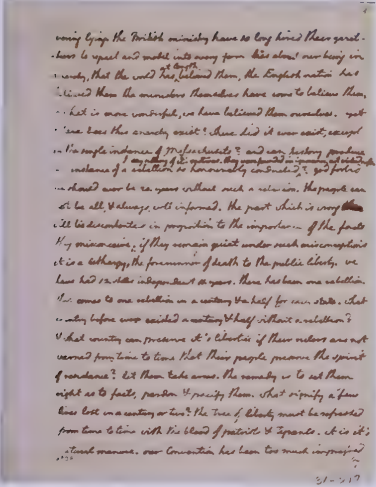 ministry have so long hired their gazet-
-teers to repeat and model into every form lies about our being in
anarchy, that the world has at length believed them, the English nation has
believed them, the ministers themselves have come to believe them,
what is more wonderful, we have believed them ourselves. yet
where does this anarchy exist? where did it ever exist, except
in the single instance of Massachusets? and can history produce
an instance of a rebellion so honourably conducted? I say nothing of it's motives. they were founded in ignorance, not wickedness. god forbid
we should ever be 20 years without such a rebellion. the people can
not be all, & always, well informed. the part which is wrong
will be discontented in proportion to the importance of the facts
they misconceive; if they remain quiet under such misconceptions
it is a lethargy, the forerunner of death to the public liberty. we
have had 13. states independant 11. years. there has been one rebellion.
that comes to one rebellion in a century & a half for each state. what
country before ever existed a century & half without a rebellion?
& what country can preserve it's liberties if their rulers are not
warned from time to time that their people preserve the spirit
of resistance? let them take arms. the remedy is to set them
right as to facts, pardon & pacify them. what signify a few
lives lost in a century or two? the tree of liberty must be refreshed
from time to time with the blood of patriots & tyrants. it is it's
natural manure. our Convention has been too much impressed